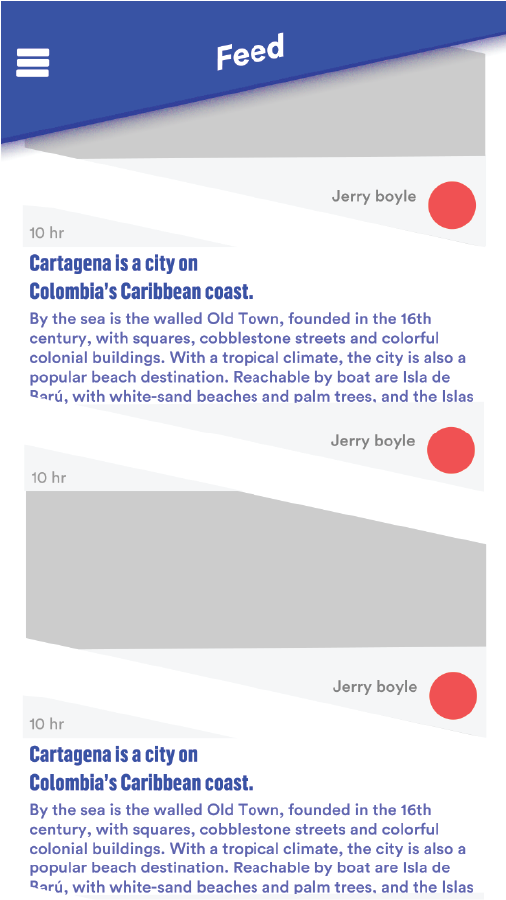 Feed
Jerry boyle
10 hr
Cartagena is a city on
Colombia's Caribbean coast.
By the sea is the walled Old Town, founded in the 16th
century, with squares, cobblestone streets and colorful
colonial buildings. With a tropical climate, the city is also a
popular beach destination. Reachable by boat are Isla de
Barú, with white-sand beaches and palm trees, and the Islas
Jerry boyle
10 hr
Jerry boyle
10 hr
Cartagena is a city on
Colombia's Caribbean coast.
By the sea is the walled Old Town, founded in the 16th
century, with squares, cobblestone streets and colorful
colonial buildings. With a tropical climate, the city is also a
popular beach destination. Reachable by boat are Isla de
Barú, with white-sand beaches and palm trees, and the Islas